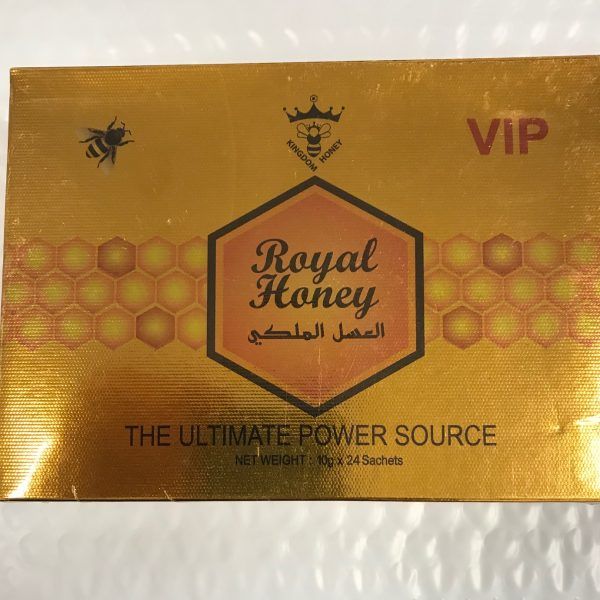 ®
KINGDOM HONEY
VIP
Royal
Honey
العسل الملكي
THE ULTIMATE POWER SOURCE
NET WEIGHT : 10g x 24 Sachets